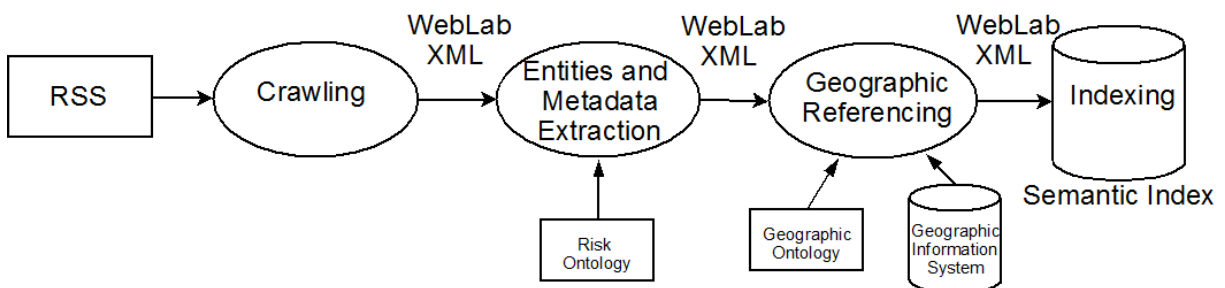 RSS
Crawling
WebLab
XML
Entities and
Metadata
Extraction
WebLab
XML
Geographic
Referencing
WebLab
XML
Indexing
Semantic Index
Risk
Ontology
Geographic
Ontology
Geographic
Information
System